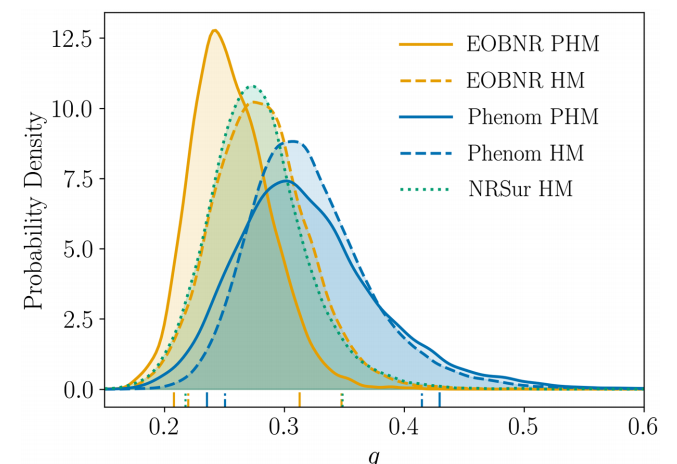 12.5
10.0
7.5
5.0
2.5
0.0
Probability Density
EOBNR PHM
EOBNR HM
Phenom PHM
Phenom HM
NRSur HM
0.2 0.3 0.4 0.5 0.6
q